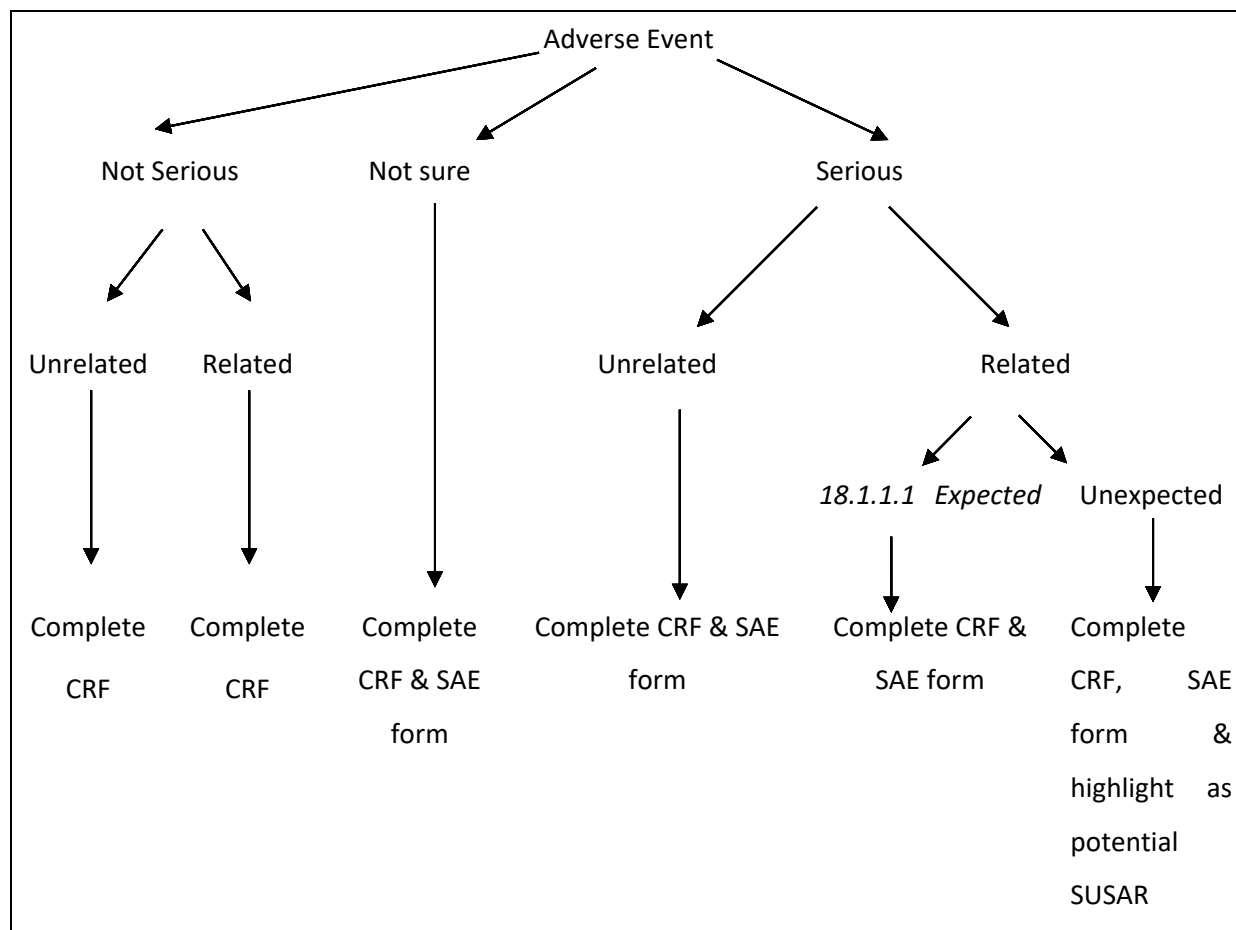 Adverse Event
Not Serious
Not sure
Serious
Unrelated
Related
Unrelated
Related
18.1.1.1 Expected
Unexpected
Complete
CRF
Complete
CRF
Complete
CRF & SAE
form
Complete CRF & SAE
form
Complete CRF &
SAE form
Complete
CRF, SAE
form &
highlight as
potential
SUSAR